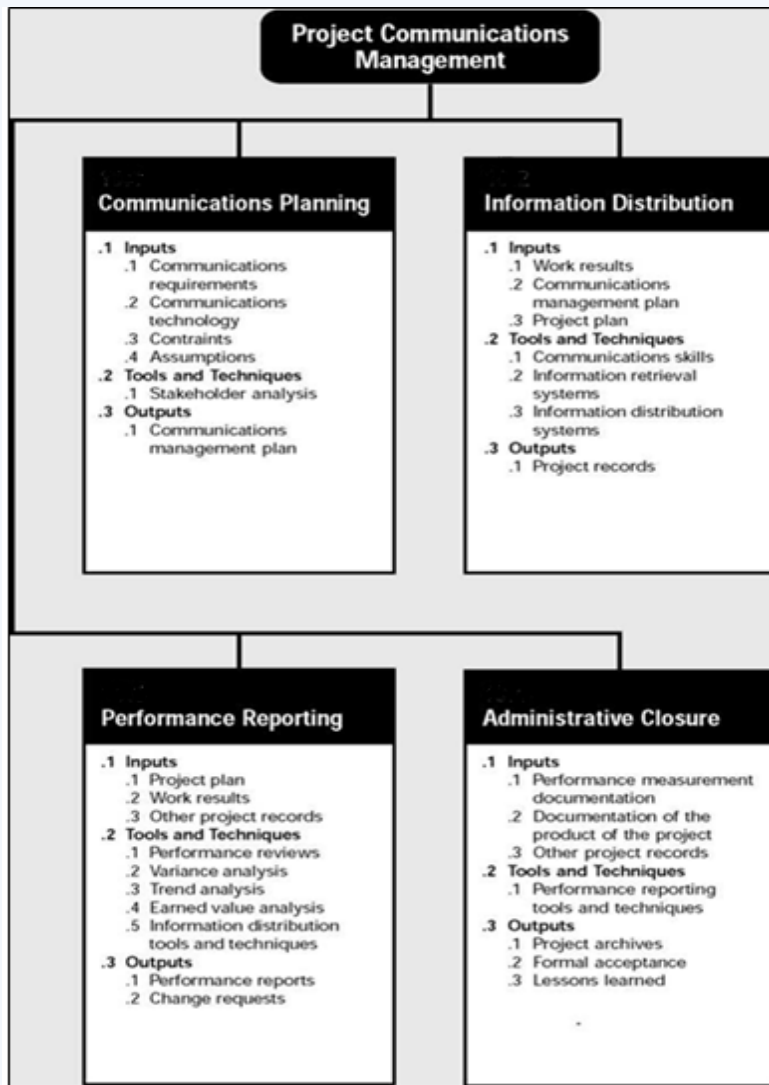 Project Communications
Management
Communications Planning
.1 Inputs
.1 Communications
requirements
.2 Communications
technology
.3 Contraints
.4 Assumptions
.2 Tools and Techniques
.1 Stakeholder analysis
.3 Outputs
.1 Communications
management plan
Information Distribution
.1 Inputs
.1 Work results
.2 Communications
management plan
.3 Project plan
.2 Tools and Techniques
.1 Communications skills
.2 Information retrieval
systems
.3 Information distribution
systems
.3 Outputs
.1 Project records
Performance Reporting
.1 Inputs
.1 Project plan
.2 Work results
.3 Other project records
.2 Tools and Techniques
.1 Performance reviews
.2 Variance analysis
.3 Trend analysis
.4 Earned value analysis
.5 Information distribution
tools and techniques
.3 Outputs
.1 Performance reports
.2 Change requests
Administrative Closure
.1 Inputs
.1 Performance measurement
documentation
.2 Documentation of the
product of the project
.3 Other project records
.2 Tools and Techniques
.1 Performance reporting
tools and techniques
.3 Outputs
.1 Project archives
.2 Formal acceptance
.3 Lessons learned